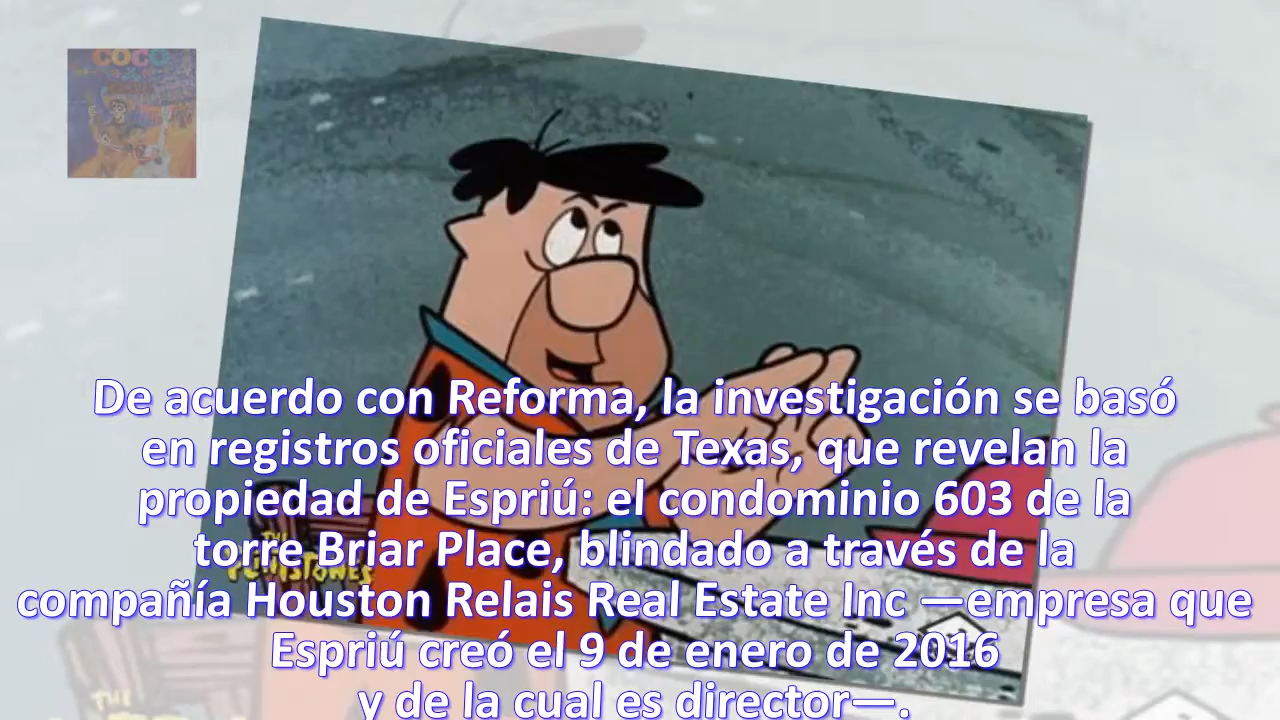 COCO
De acuerdo con Reforma, la investigación se basó
en registros oficiales de Texas, que revelan la
propiedad de Espriú: el condominio 603 de la
torre Briar Place, blindado a través de la
THE
compañía Houston Relais Real Estate Inc —empresa que
Espriú creó el 9 de enero de 2016
y de la cual es director—.
THE